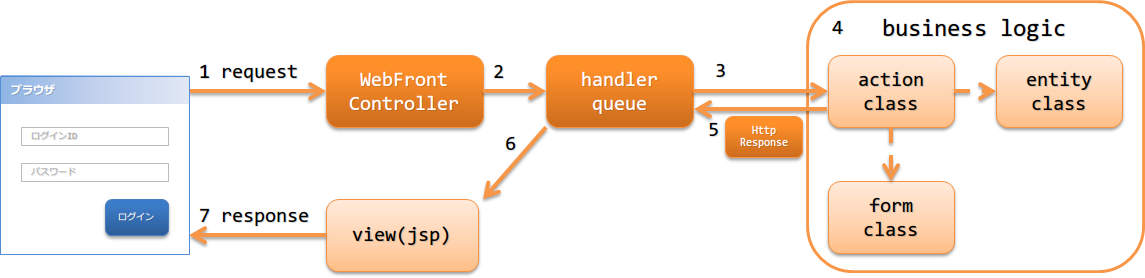 4 business logic
1 request
WebFront
Controller
2
handler
queue
3
action
class
entity
class
ブラウザ
ログインID
パスワード
ログイン
5
Http
Response
6
7 response
view(jsp)
form
class